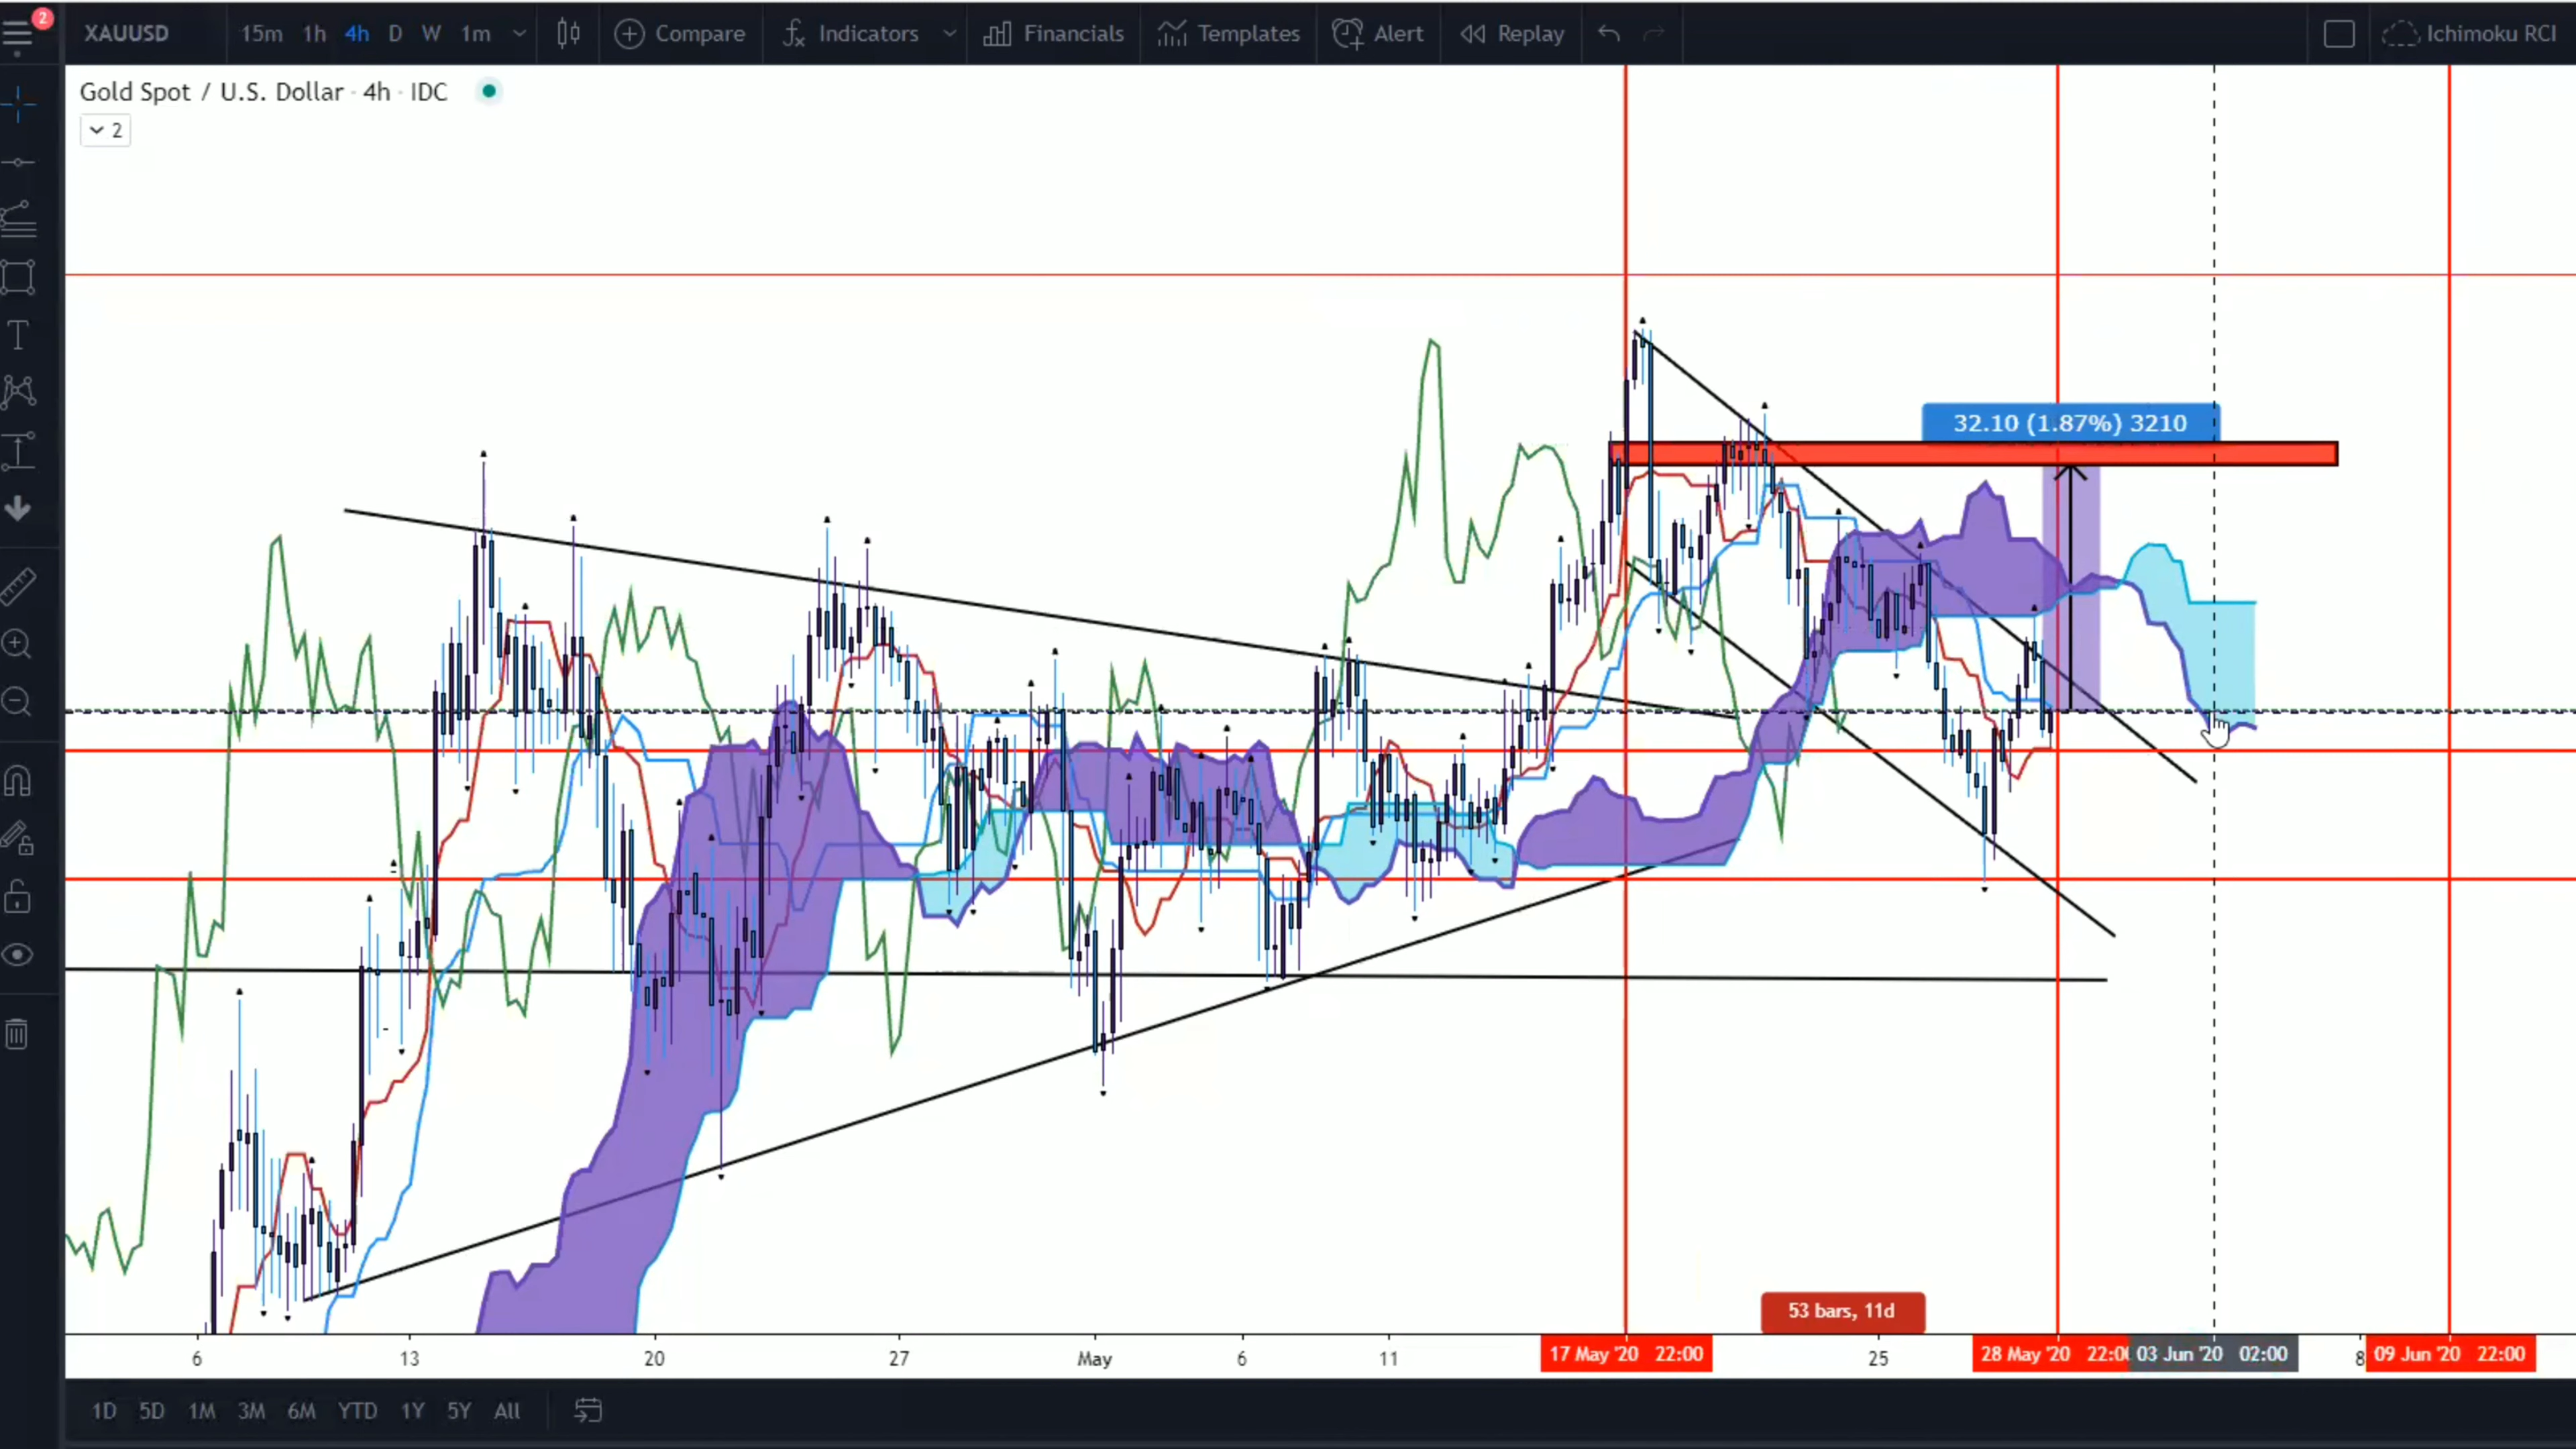 2
XAUUSD 15m 1h 4h D W 1m Compare Indicators Financials Templates Alert Replay Ichimoku RCI
Gold Spot / U.S. Dollar · 4h · IDC
2
32.10 (1.87%) 3210
53 bars, 11d
6 13 20 27 May 6 11 17 May '20 22:00 25 28 May '20 03 Jun '20 02:00 8 09 Jun '20 22:00
1D 5D 1M 3M 6M YTD 1Y 5Y All